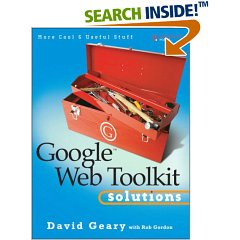 SEARCH INSIDE!™
More Cool & Useful Stuff
Google™
Web Toolkit
solutions
David Geary with Rob Gordon